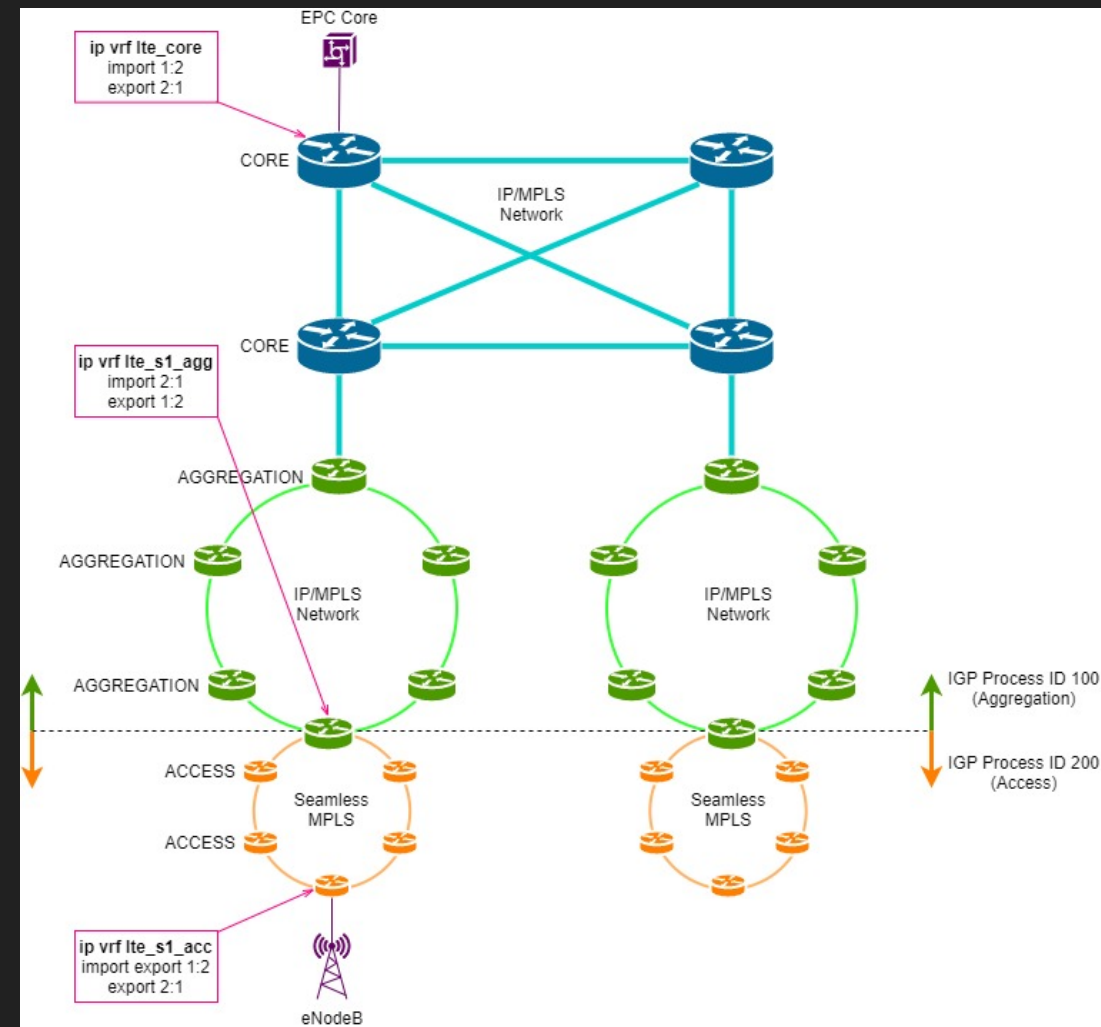 EPC Core
ip vrf lte_core
import 1:2
export 2:1
CORE
IP/MPLS
Network
CORE
ip vrf lte_s1_agg
import 2:1
export 1:2
AGGREGATION
AGGREGATION
IP/MPLS
Network
IP/MPLS
Network
AGGREGATION
IGP Process ID 100
(Aggregation)
IGP Process ID 200
(Access)
ACCESS
Seamless
MPLS
Seamless
MPLS
ACCESS
ip vrf lte_s1_acc
import export 1:2
export 2:1
eNodeB